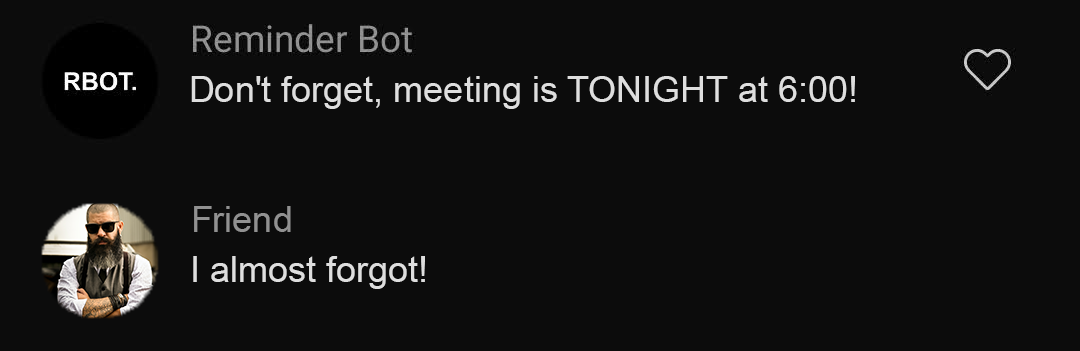 RBOT.
Reminder Bot
Don't forget, meeting is TONIGHT at 6:00!
Friend
I almost forgot!